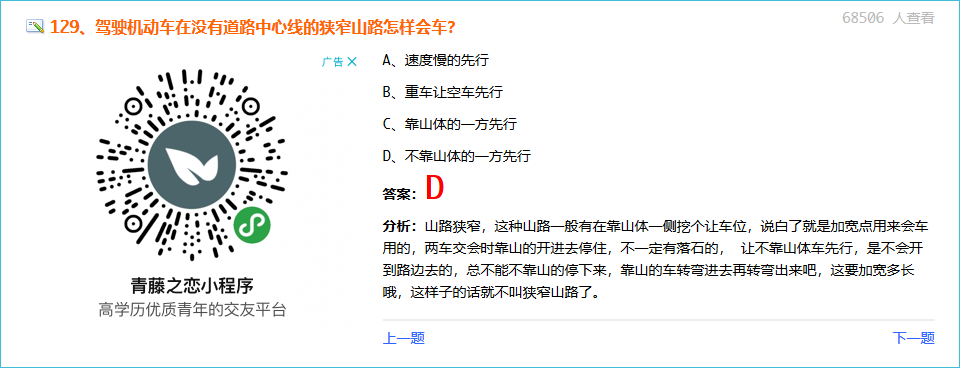 129、驾驶机动车在没有道路中心线的狭窄山路怎样会车?
68506 人查看
广告
青藤之恋小程序
高学历优质青年的交友平台
A、速度慢的先行
B、重车让空车先行
C、靠山体的一方先行
D、不靠山体的一方先行
答案：D
分析：山路狭窄，这种山路一般有在靠山体一侧挖个让车位，说白了就是加宽点用来会车
用的，两车交会时靠山的开进去停住，不一定有落石的， 让不靠山体车先行，是不会开
到路边去的，总不能不靠山的停下来，靠山的车转弯进去再转弯出来吧，这要加宽多长
哦，这样子的话就不叫狭窄山路了。
上一题
下一题